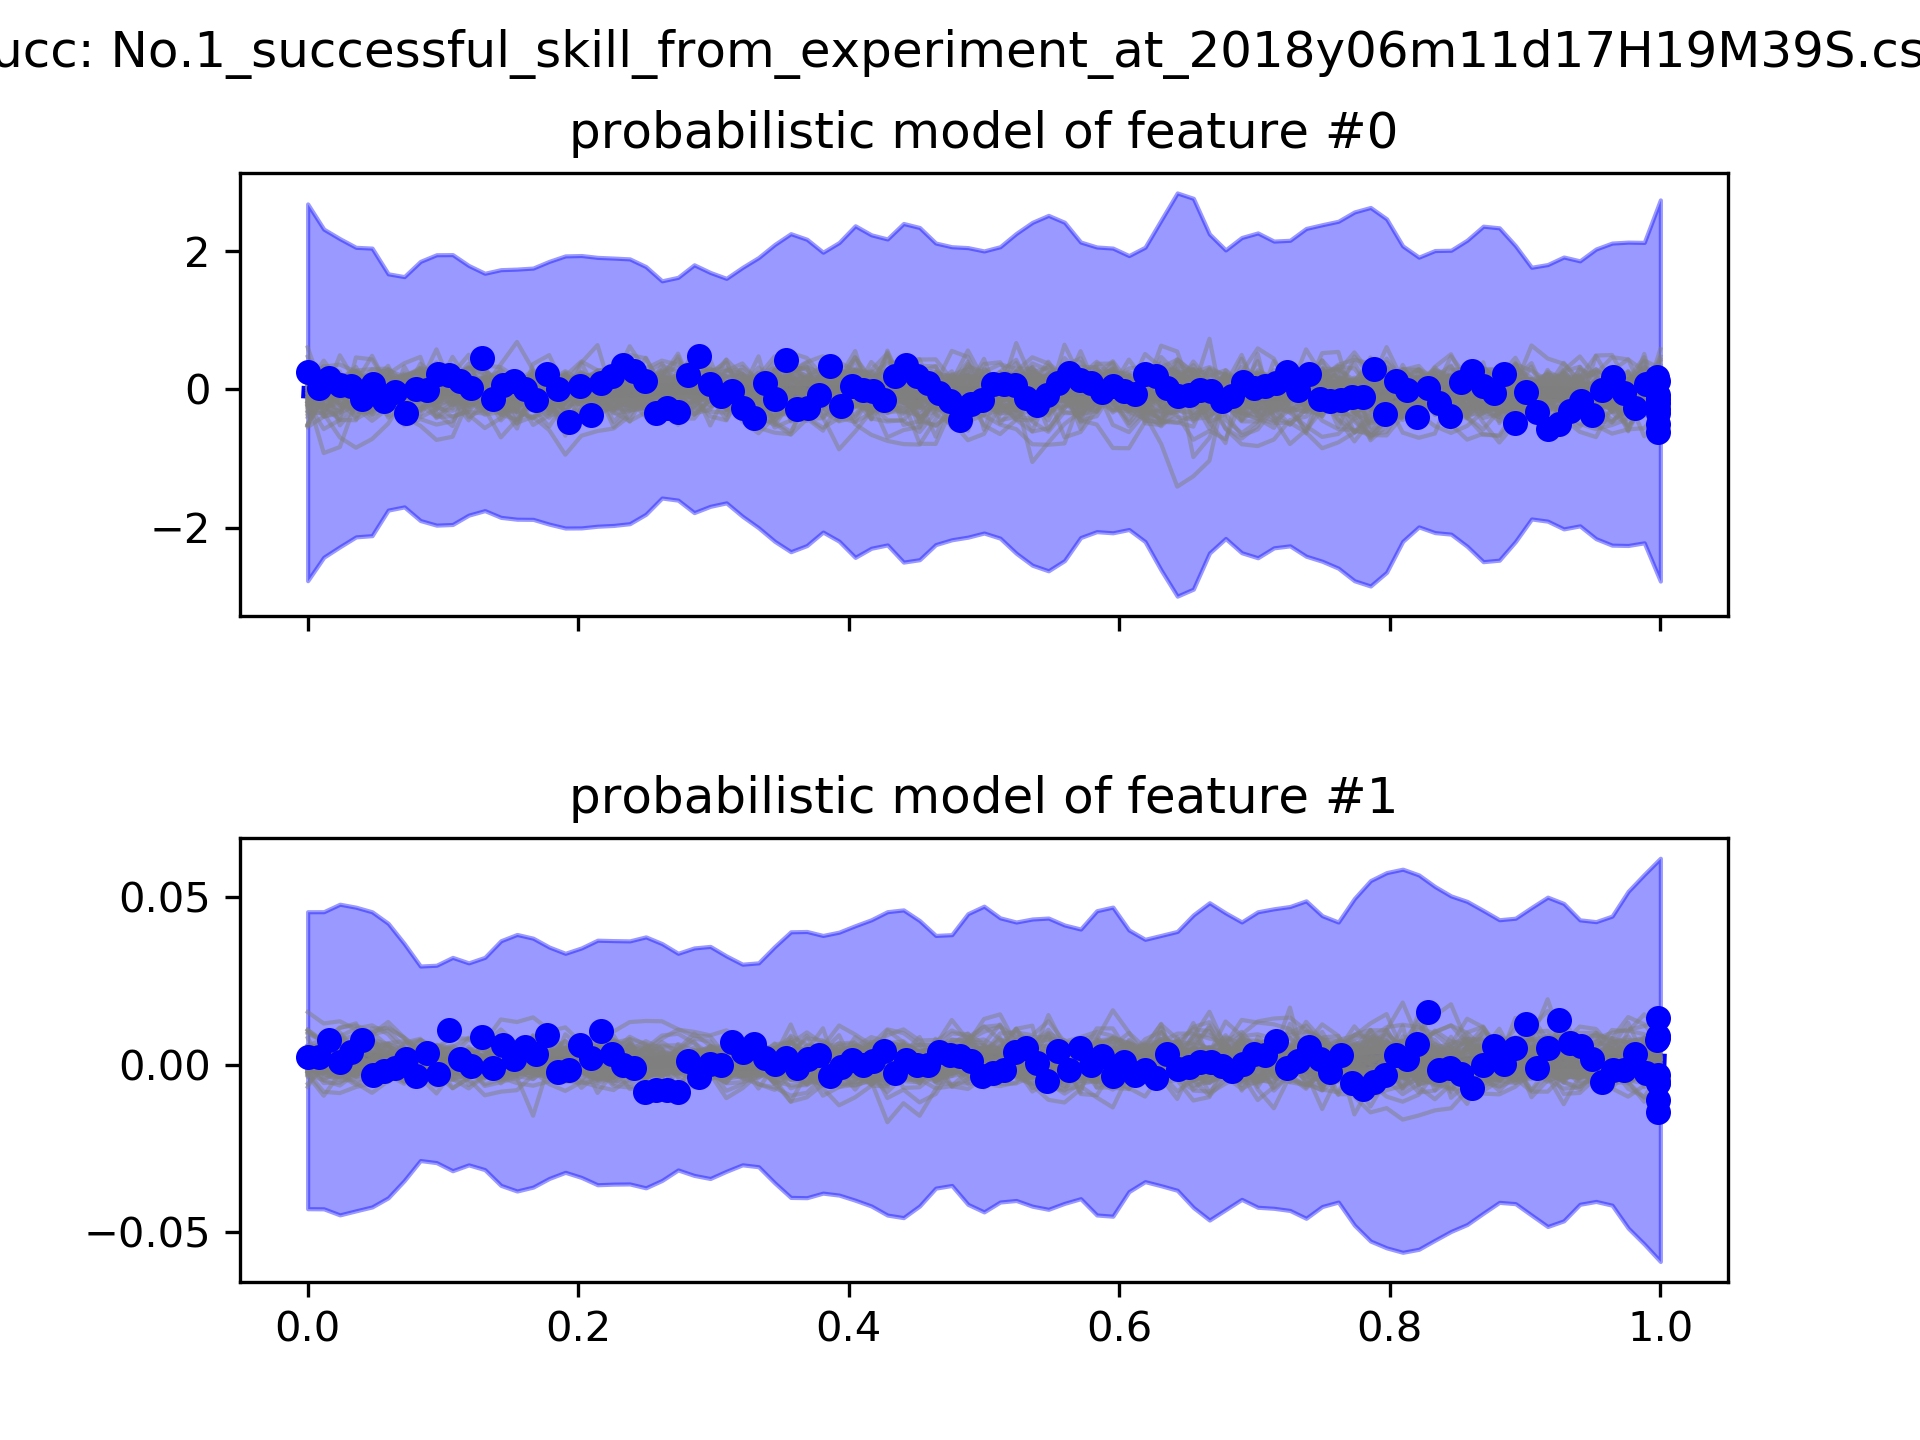 ucc: No.1_successful_skill_from_experiment_at_2018y06m11d17H19M39S.cs
probabilistic model of feature #0
2
0
−2
probabilistic model of feature #1
0.05
0.00
−0.05
0.0 0.2 0.4 0.6 0.8 1.0